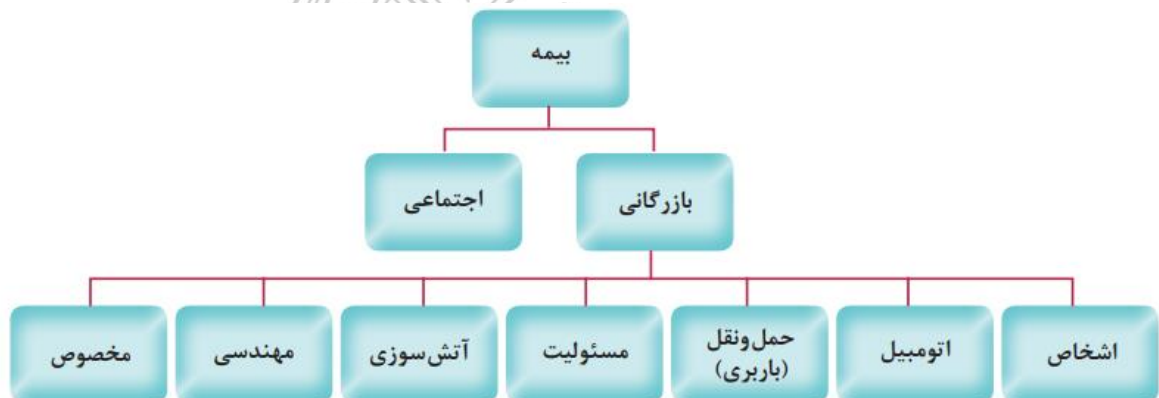 بیمه
بازرگانی
اجتماعی
اشخاص
اتومبیل
حمل‌ونقل
(باربری)
مسئولیت
آتش‌سوزی
مهندسی
مخصوص